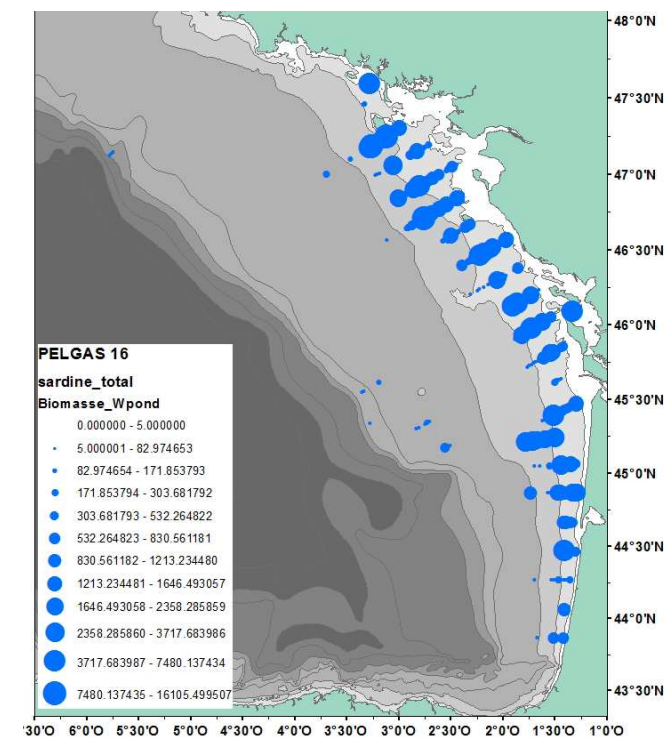 48°0'N
47°30'N
47°0'N
46°30'N
46°0'N
45°30'N
45°0'N
44°30'N
44°0'N
43°30'N
PELGAS 16
sardine_total
Biomasse_Wpond
0.000000 - 5.000000
5.000001 - 82.974653
82.974654 - 171.853793
171.853794 - 303.681792
303.681793 - 532.264822
532.264823 - 830.561181
830.561182 - 1213.234480
1213.234481 - 1646.493057
1646.493058 - 2358.285859
2358.285860 - 3717.683986
3717.683987 - 7480.137434
7480.137435 - 16105.499507
3'30"O 6°0'O 5°30'O 5°0'O 4°30'O 4°0'O 3°30'O 3°0'O 2°30'O 2°0'O 1°30'O 1°0'O